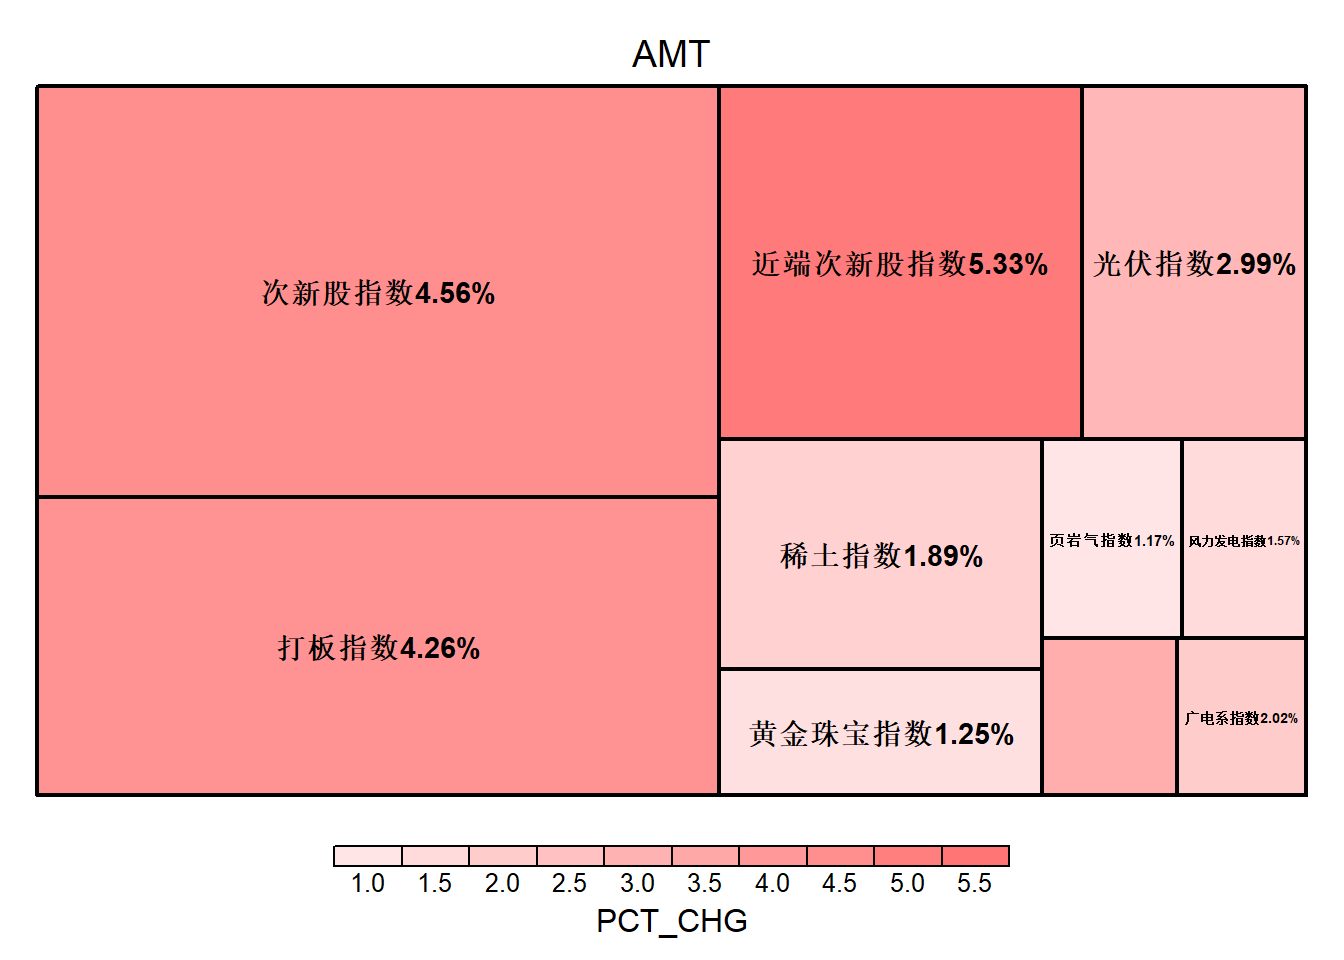 AMT
次新股指数4.56%
近端次新股指数5.33%
光伏指数2.99%
打板指数4.26%
稀土指数1.89%
页岩气指数1.17%
风力发电指数1.57%
黄金珠宝指数1.25%
广电系指数2.02%
1.0 1.5 2.0 2.5 3.0 3.5 4.0 4.5 5.0 5.5
PCT_CHG